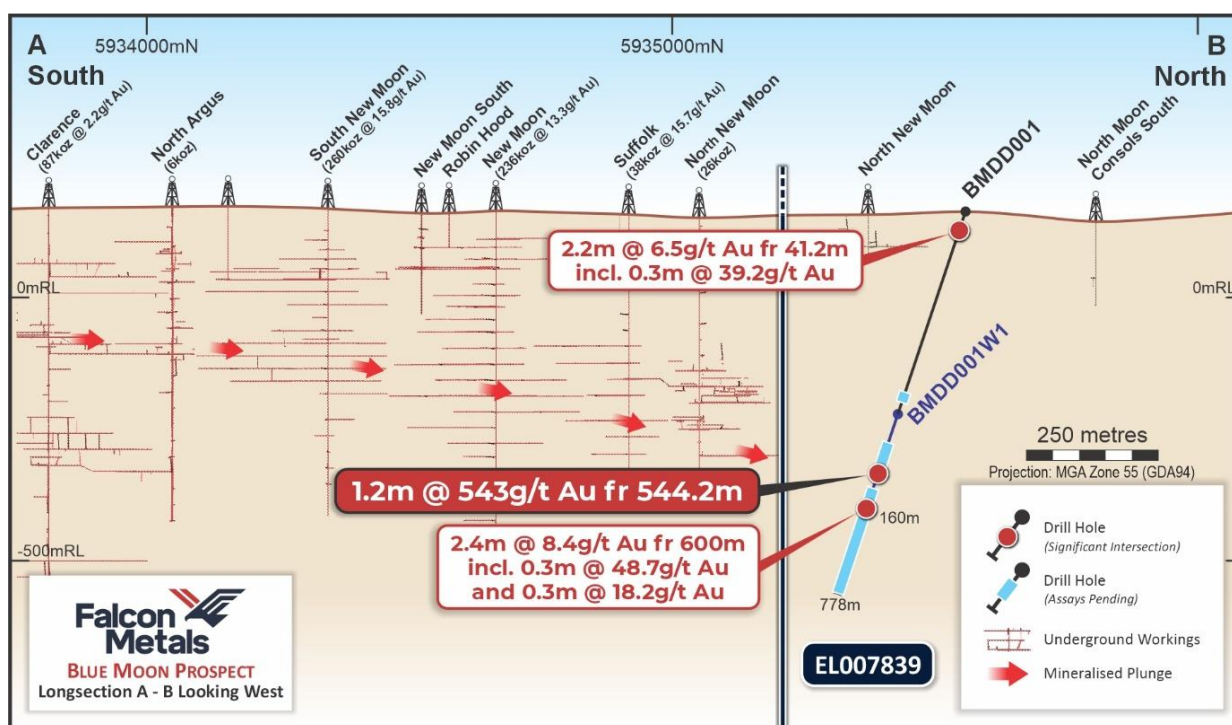 A
South
5934000mN
5935000mN
B
North
Clarence
(87koz @ 2.2g/t Au)
North Argus
(6koz)
South New Moon
(260koz @ 15.8g/t Au)
New Moon South
Robin Hood
New Moon
(236koz @ 13.3g/t Au)
Suffolk
(38koz @ 15.7g/t Au)
North New Moon
(26koz)
North New Moon
BMDD001
North Moon
Consols South
2.2m @ 6.5g/t Au fr 41.2m
incl. 0.3m @ 39.2g/t Au
0mRL
0mRL
BMDD001W1
250 metres
Projection: MGA Zone 55 (GDA94)
1.2m @ 543g/t Au fr 544.2m
160m
2.4m @ 8.4g/t Au fr 600m
incl. 0.3m @ 48.7g/t Au
and 0.3m @ 18.2g/t Au
-500mRL
778m
EL007839
Falcon
Metals
BLUE MOON PROSPECT
Longsection A - B Looking West
Drill Hole
(Significant Intersection)
Drill Hole
(Assays Pending)
Underground Workings
Mineralised Plunge